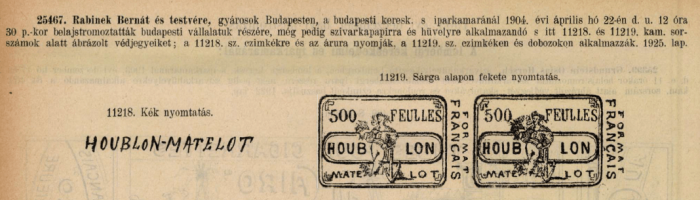 25467. Rabinek Bernát és testvére, gyárosok Budapesten, a budapesti keresk. s iparkamaránál 1904. évi április hó 22-én d. u. 12 óra
30 p.-kor belajstromoztatták budapesti vállalatuk részére, még pedig szivarkapapirra és hüvelyre alkalmazandó s itt 11218. és 11219. kam. sor-
számok alatt ábrázolt védjegyeiket; a 11218. sz. czimkékre és az árura nyomják, a 11219. sz. czimkéken és dobozokon alkalmazzák. 1925. lap.
11219. Sárga alapon fekete nyomtatás.
11218. Kék nyomtatás.
HOUBLON-MATELOT
500 FEULLES
HOUB LON
MATE LOT
FORMAT
FRANÇAIS
500 FEULLES
HOUB LON
MATE LOT
FORMAT
FRANÇAIS